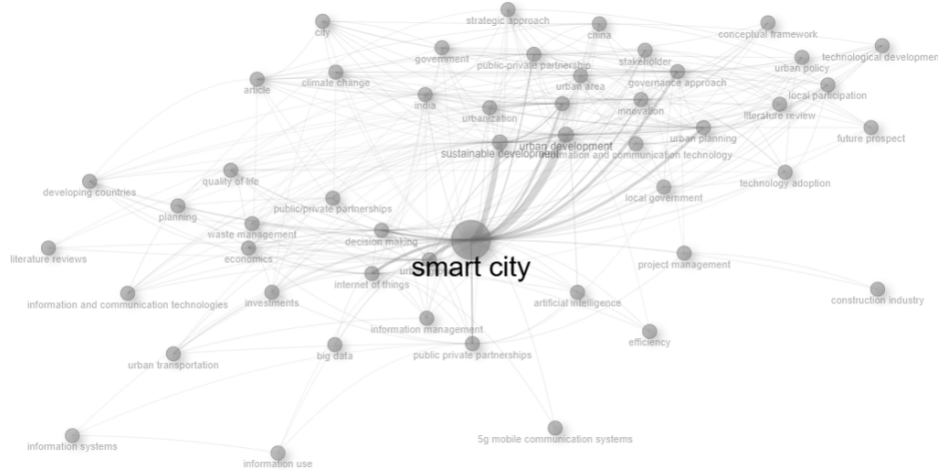 strategic approach
city
china
conceptual framework
government
public-private partnership
stakeholder
technological developmen
urban policy
article
climate change
urban area
governance approach
local participation
india
urbanization
innovation
literature review
urban planning
future prospect
sustainable development
urban development
information and communication technology
developing countries
quality of life
technology adoption
planning
public/private partnerships
local government
waste management
decision making
literature reviews
economics
smart city
project management
internet of things
information and communication technologies
investments
artificial intelligence
construction industry
information management
efficiency
urban transportation
big data
public private partnerships
information systems
5g mobile communication systems
information use